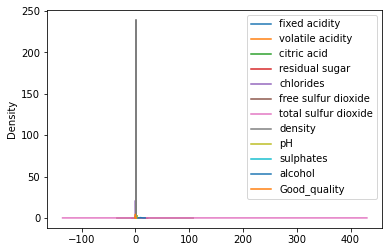 250
200
150
100
50
0
Density
−100
0
100
200
300
400
fixed acidity
volatile acidity
citric acid
residual sugar
chlorides
free sulfur dioxide
total sulfur dioxide
density
pH
sulphates
alcohol
Good_quality